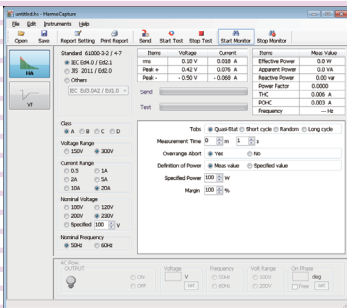 untitled.hs - HarmoCapture
File Edit Instruments Help
Open Save Report Setting Print Report Send Start Test Stop Test Start Monitor Stop Monitor
HA
VF
Standard 61000-3-2 / 4-7
IEC Ed4.0 / Ed2.1
JIS 2011 / Ed2.0
Others
IEC Ed3.0A2 / Ed1.0
Items Voltage Current
rms 0.10 V 0.018 A
Peak + 0.42 V 0.076 A
Peak - -0.50 V -0.068 A
Send
Test
Items Meas Value
Effective Power 0.0 W
Apparent Power 0.0 VA
Reactive Power 0.00 var
Power Factor 0.0000
THC 0.006 A
POHC 0.003 A
Frequency --- Hz
Class
A B C D
Voltage Range
150V 300V
Current Range
0.5 1A
2A 5A
10A 20A
Nominal Voltage
100V 120V
200V 230V
Specified 100 V
Nominal Frequency
50Hz 60Hz
Tobs Quasi-Stat Short cycle Random Long cycle
Measurement Time 0 m 1 s
Overrange Abort Yes No
Definition of Power Meas value Specified value
Specified Power 100 W
Margin 100 %
AC Pow.
OUTPUT
ON
OFF
Voltage
V
SET
Frequency
50Hz
60Hz
Volt Range
100V
200V
On Phase
deg
Free SET